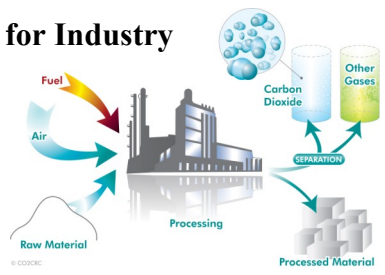 for Industry
Fuel
Air
Raw Material
Processing
Carbon
Dioxide
Other
Gases
SEPARATION
Processed Material
© CO2CRC